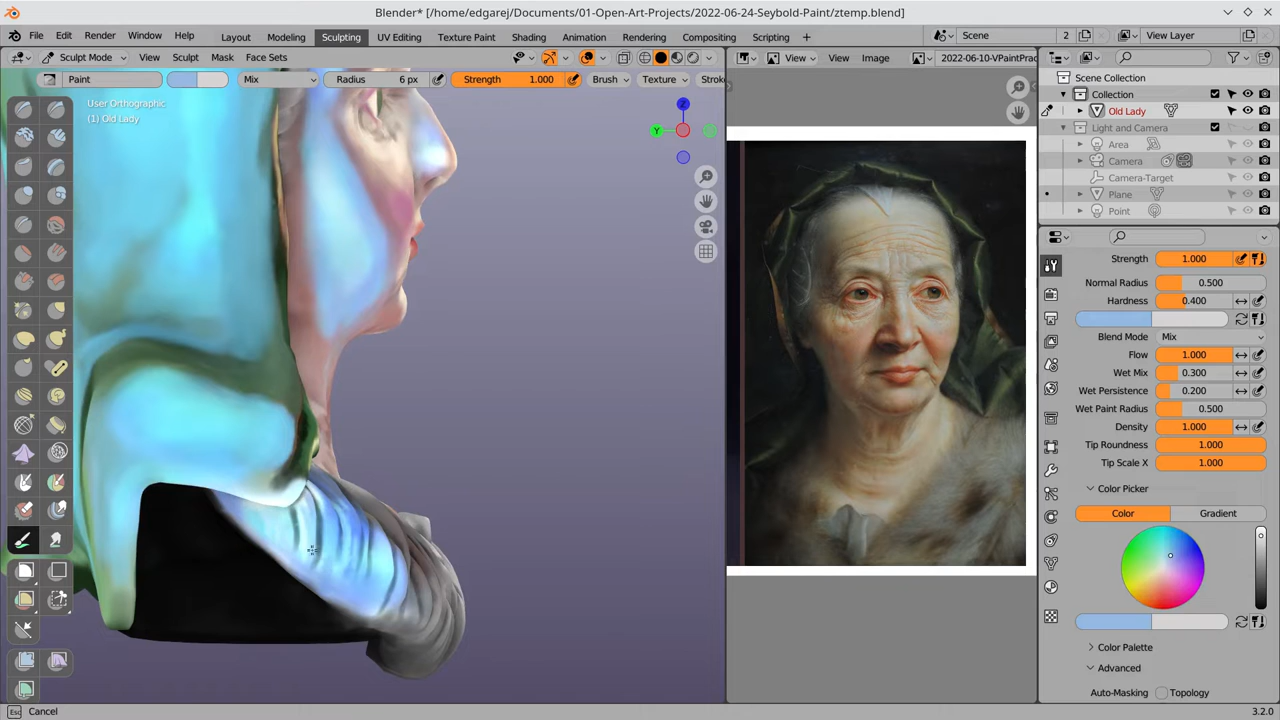 Blender* [/home/edgarej/Documents/01-Open-Art-Projects/2022-06-24-Seybold-Paint/ztemp.blend]
File Edit Render Window Help Layout Modeling Sculpting UV Editing Texture Paint Shading Animation Rendering Compositing Scripting + Scene 2 View Layer
Sculpt Mode View Sculpt Mask Face Sets View View Image 2022-06-10-VPaintPrac
Paint Mix Radius 6 px Strength 1.000 Brush Texture Strok
User Orthographic
(1) Old Lady
Z
Y
Scene Collection
Collection
Old Lady
Light and Camera
Area
Camera
Camera-Target
Plane
Point
Strength 1.000
Normal Radius 0.500
Hardness 0.400
Blend Mode Mix
Flow 1.000
Wet Mix 0.300
Wet Persistence 0.200
Wet Paint Radius 0.500
Density 1.000
Tip Roundness 1.000
Tip Scale X 1.000
Color Picker
Color Gradient
Color Palette
Advanced
Auto-Masking Topology
Esc Cancel 3.2.0